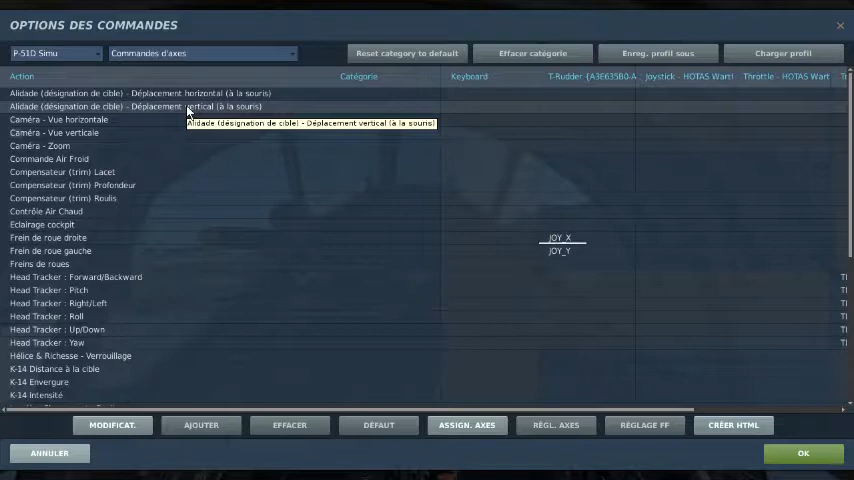 OPTIONS DES COMMANDES
P-51D Simu Commandes d'axes Reset category to default Effacer catégorie Enreg. profil sous Charger profil
Action Catégorie Keyboard T-Rudder {A3E635B0-A Joystick - HOTAS Wart! Throttle - HOTAS Wart
Alidade (désignation de cible) - Déplacement horizontal (à la souris)
Alidade (désignation de cible) - Déplacement vertical (à la souris)
Caméra - Vue horizontale
Alidade (désignation de cible) - Déplacement vertical (à la souris)
Caméra - Vue verticale
Caméra - Zoom
Commande Air Froid
Compensateur (trim) Lacet
Compensateur (trim) Profondeur
Compensateur (trim) Roulis
Contrôle Air Chaud
Eclairage cockpit
Frein de roue droite JOY_X
Frein de roue gauche JOY_Y
Freins de roues
Head Tracker : Forward/Backward
Head Tracker : Pitch
Head Tracker : Right/Left
Head Tracker : Roll
Head Tracker : Up/Down
Head Tracker : Yaw
Hélice & Richesse - Verrouillage
K-14 Distance à la cible
K-14 Envergure
K-14 Intensité
MODIFICAT. AJOUTER EFFACER DÉFAUT ASSIGN. AXES RÉGL. AXES RÉGLAGE FF CRÉER HTML
ANNULER OK